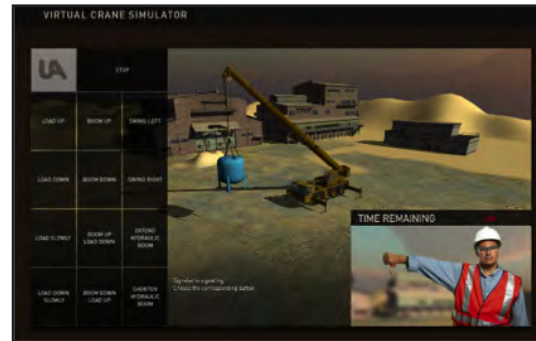 VIRTUAL CRANE SIMULATOR
UA
STOP
LOAD UP
BOOM UP
SWING LEFT
LOAD DOWN
BOOM DOWN
SWING RIGHT
LOAD SLOWLY
BOOM UP
LOAD DOWN
EXTEND
HYDRAULIC
BOOM
LOAD DOWN
SLOWLY
BOOM DOWN
LOAD UP
SHORTEN
HYDRAULIC
BOOM
TIME REMAINING
Signaller is signalling.
Choose the corresponding button